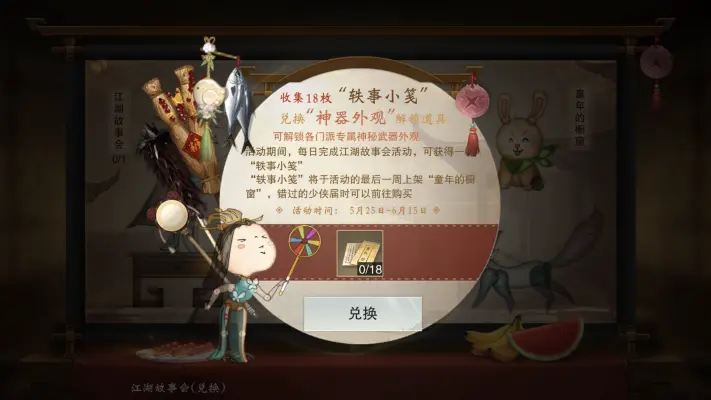 收集18枚“轶事小笺”
兑换“神器外观”解锁道具
可解锁各门派专属神秘武器外观
活动期间，每日完成江湖故事会活动，可获得一
“轶事小笺”
“轶事小笺”将于活动的最后一周上架“童年的橱
窗”，错过的少侠届时可以前往购买
活动时间： 5月25日-6月15日
0/18
兑换
江湖故事会
0/1
童年的橱窗
江湖故事会(兑换)